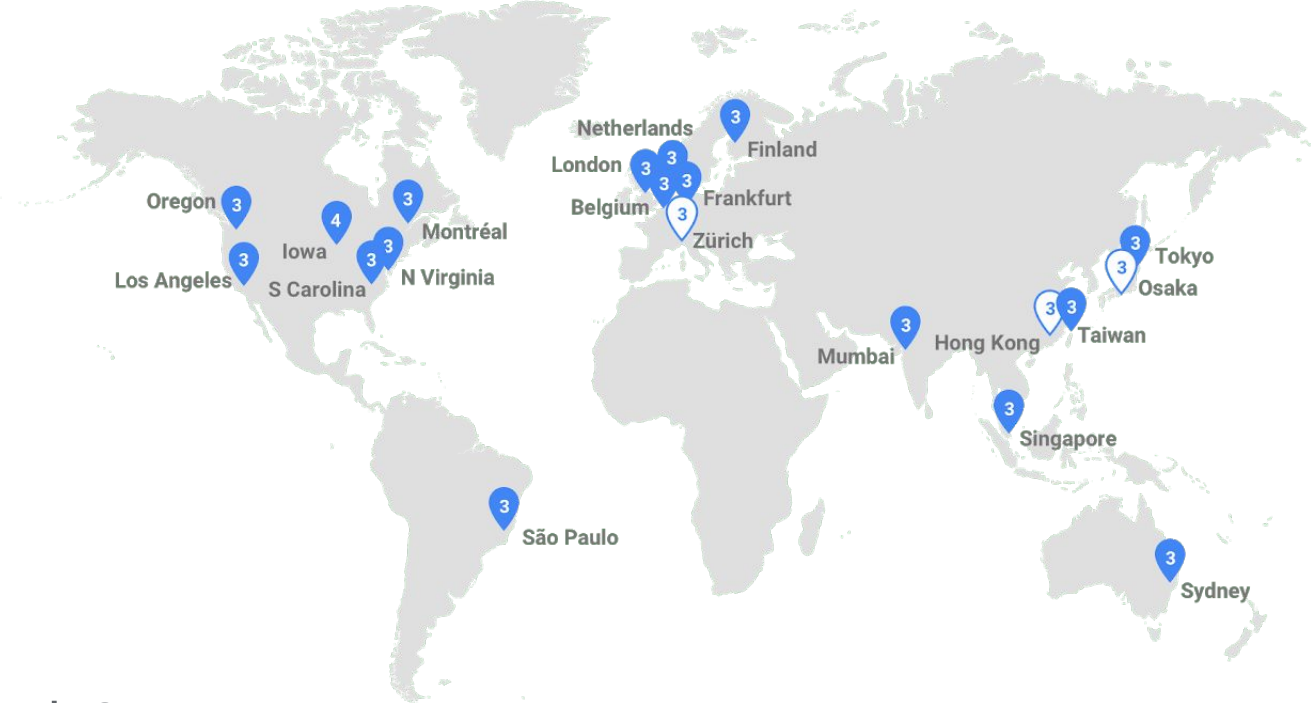 3
Netherlands
Finland
London 3 3
3 3
Belgium
Frankfurt
3
Zürich
Oregon 3
4
3
Montréal
Iowa
3
3
N Virginia
Los Angeles 3
S Carolina
3
Tokyo
3
Osaka
3
Mumbai
3 3
Hong Kong
Taiwan
3
Singapore
3
São Paulo
3
Sydney